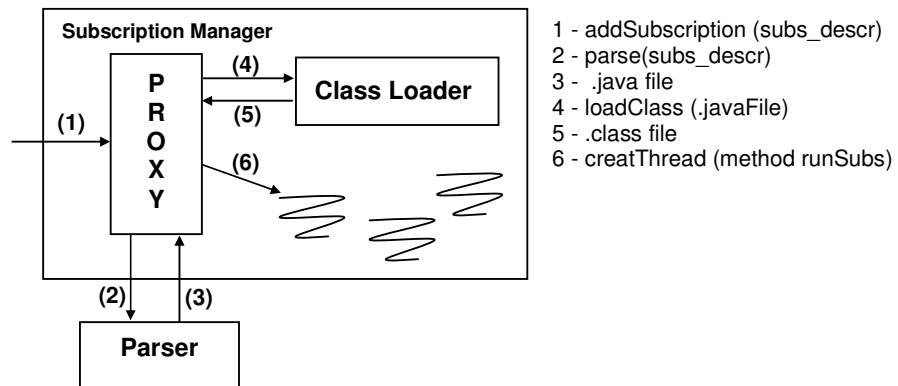 Subscription Manager
P
R
O
X
Y
(1)
(4)
(5)
Class Loader
(6)
(2)
(3)
Parser
1 - addSubscription (subs_descr)
2 - parse(subs_descr)
3 - .java file
4 - loadClass (.javaFile)
5 - .class file
6 - creatThread (method runSubs)